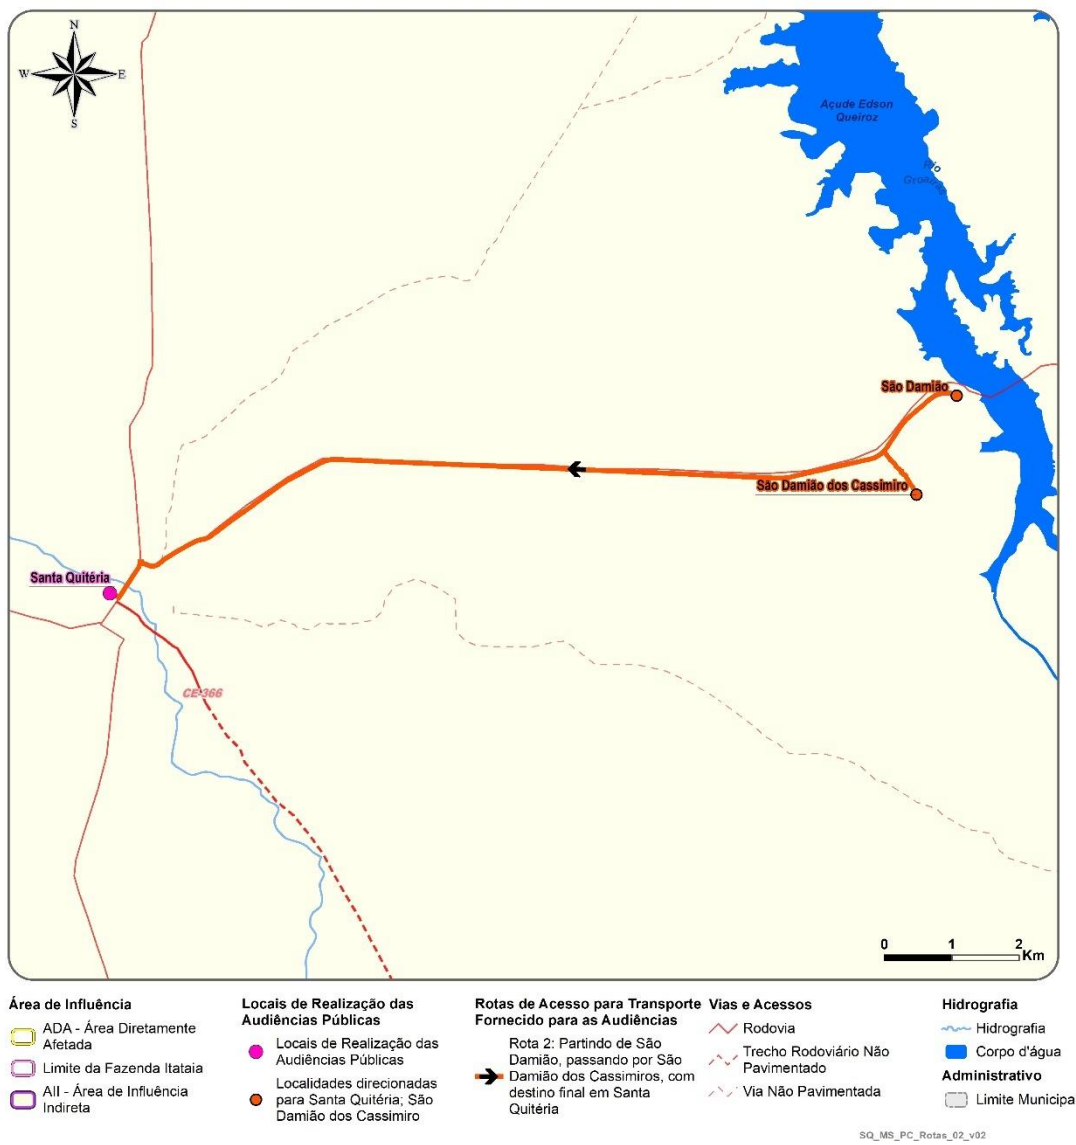 N
W
E
S
Açude Edson
Queiroz
Rio
Groaíras
São Damião
São Damião dos Cassimiro
Santa Quitéria
CE-366
0 1 2
Km
Área de Influência
ADA - Área Diretamente
Afetada
Limite da Fazenda Itataia
AII - Área de Influência
Indireta
Locais de Realização das
Audiências Públicas
Locais de Realização das
Audiências Públicas
Localidades direcionadas
para Santa Quitéria; São
Damião dos Cassimiro
Rotas de Acesso para Transporte
Fornecido para as Audiências
Rota 2: Partindo de São
Damião, passando por São
Damião dos Cassimiros, com
destino final em Santa
Quitéria
Vias e Acessos
Rodovia
Trecho Rodoviário Não
Pavimentado
Via Não Pavimentada
Hidrografia
Hidrografia
Corpo d'água
Administrativo
Limite Municipa
SQ_MS_PC_Rotas_02_v02